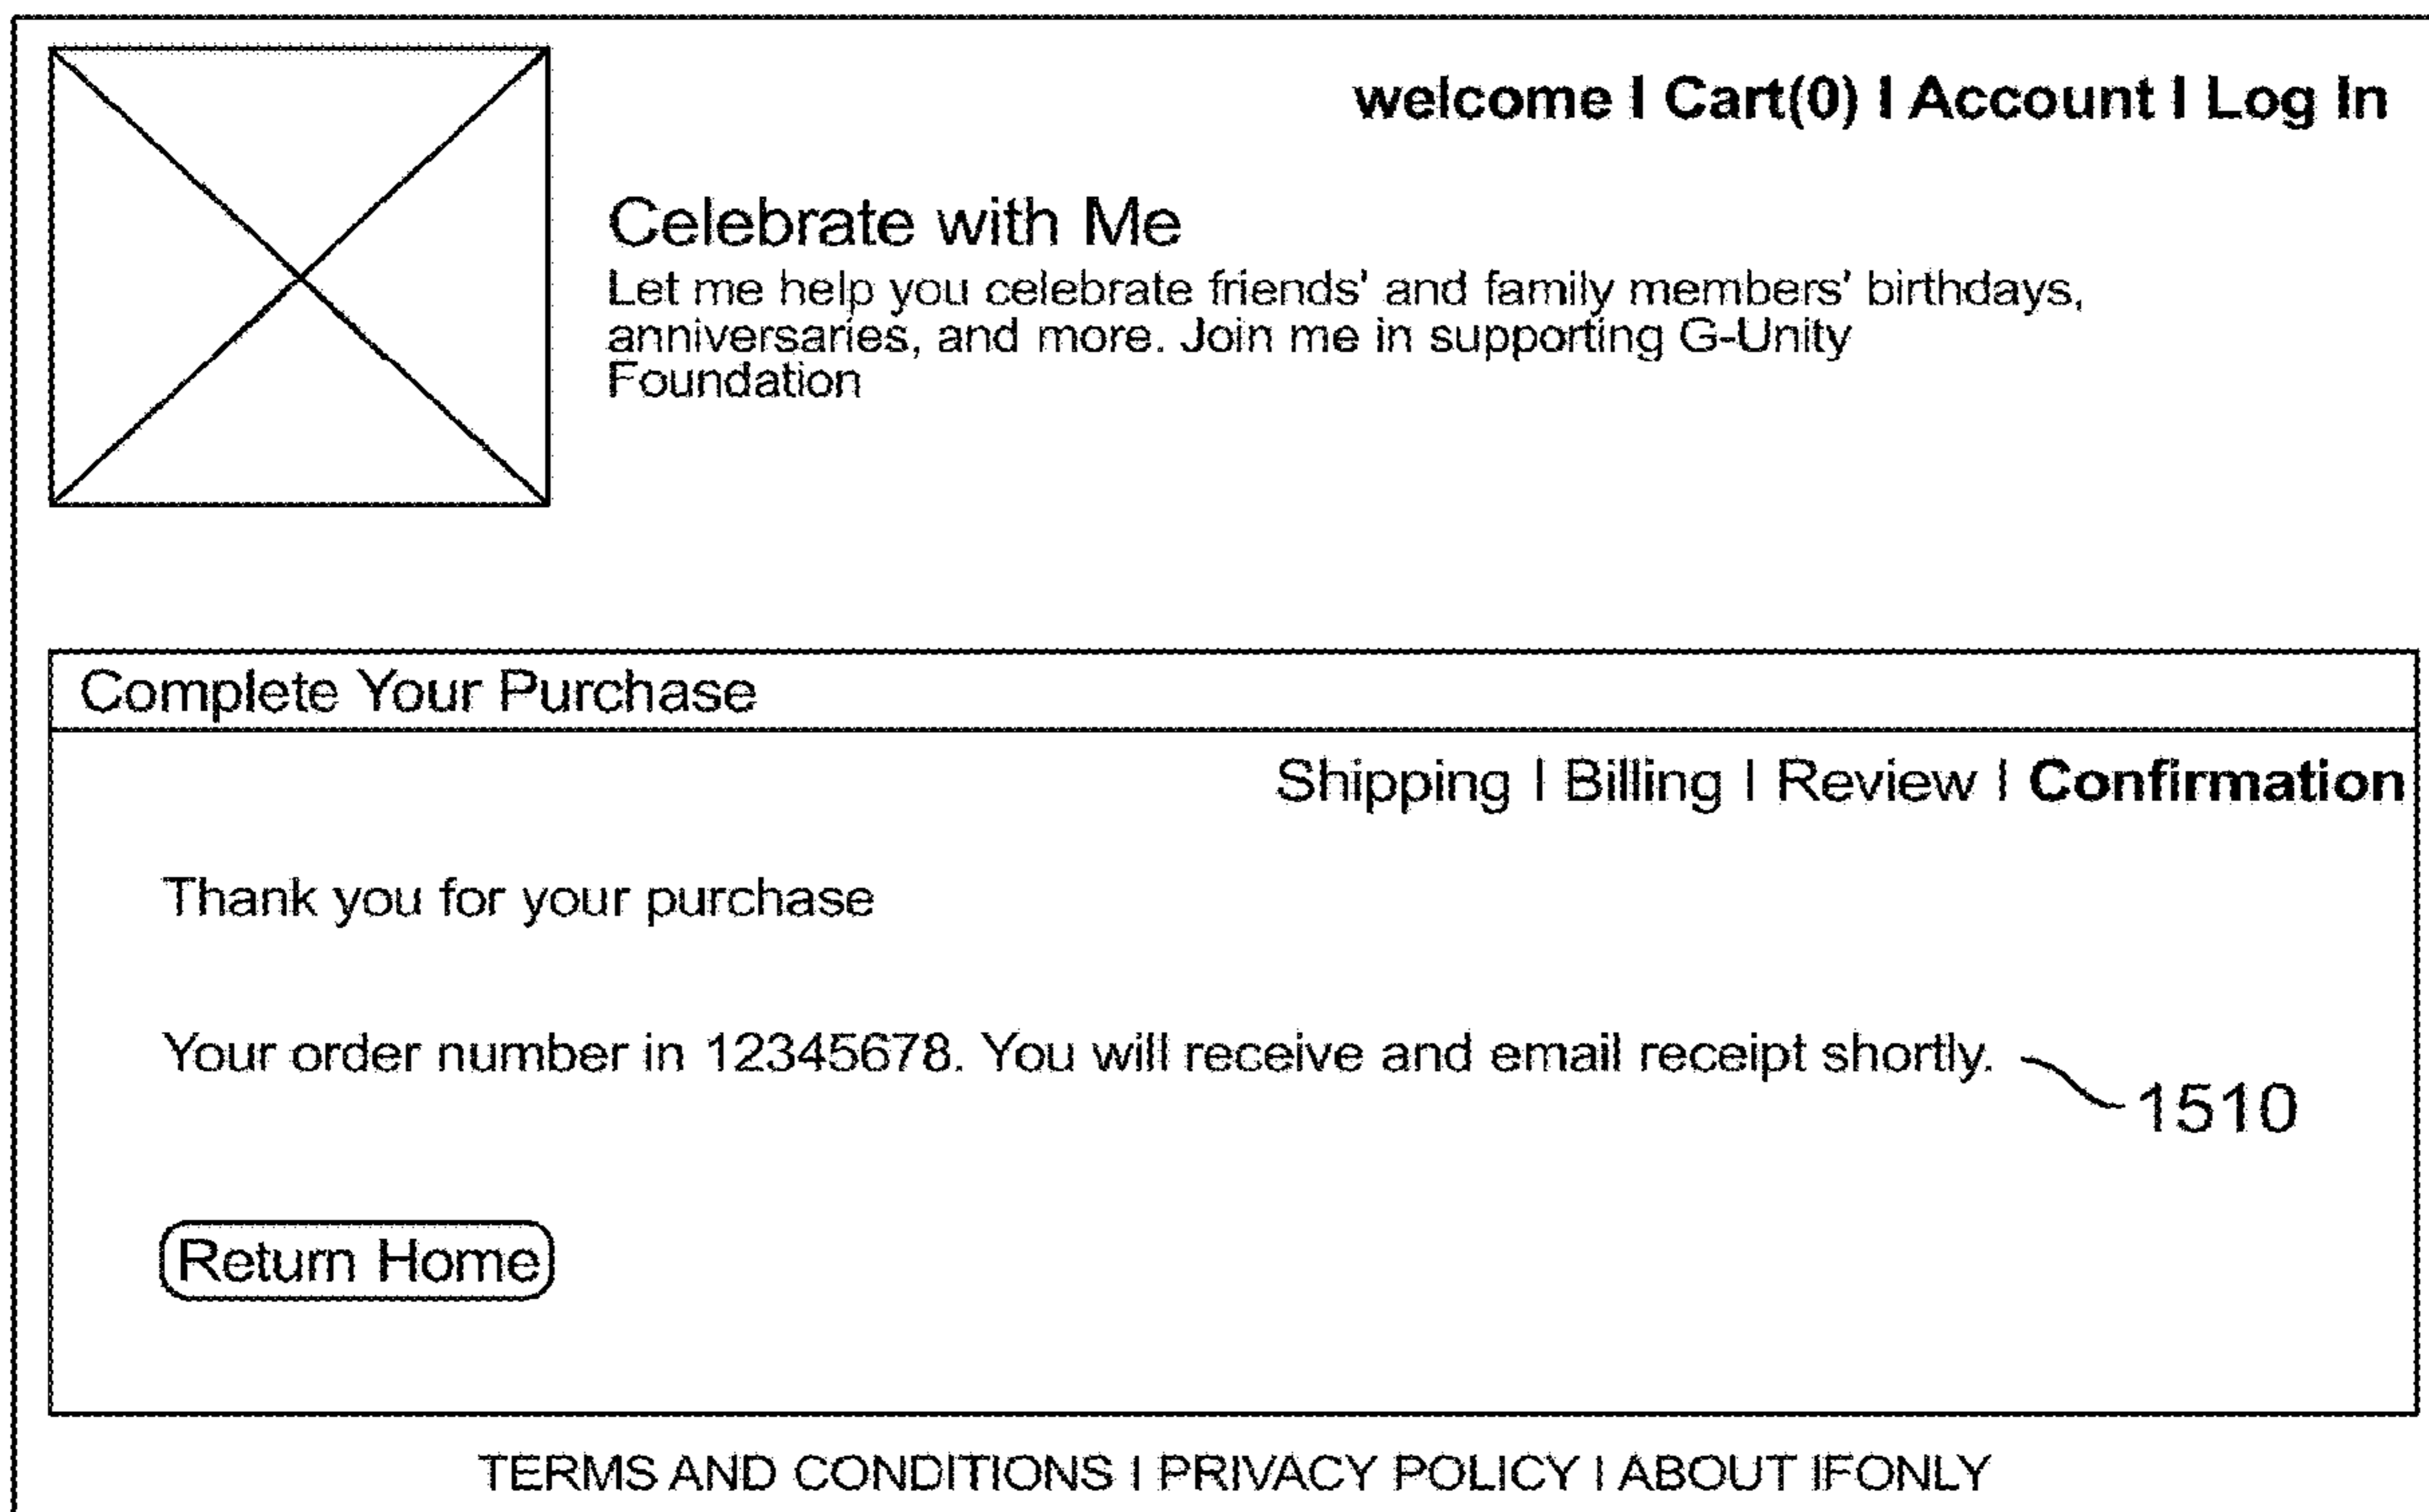 welcome | Cart(0) | Account | Log In
Celebrate with Me
Let me help you celebrate friends' and family members' birthdays,
anniversaries, and more. Join me in supporting G-Unity
Foundation
Complete Your Purchase
Shipping | Billing | Review | Confirmation
Thank you for your purchase
Your order number in 12345678. You will receive and email receipt shortly.
1510
Return Home
TERMS AND CONDITIONS | PRIVACY POLICY | ABOUT IFONLY